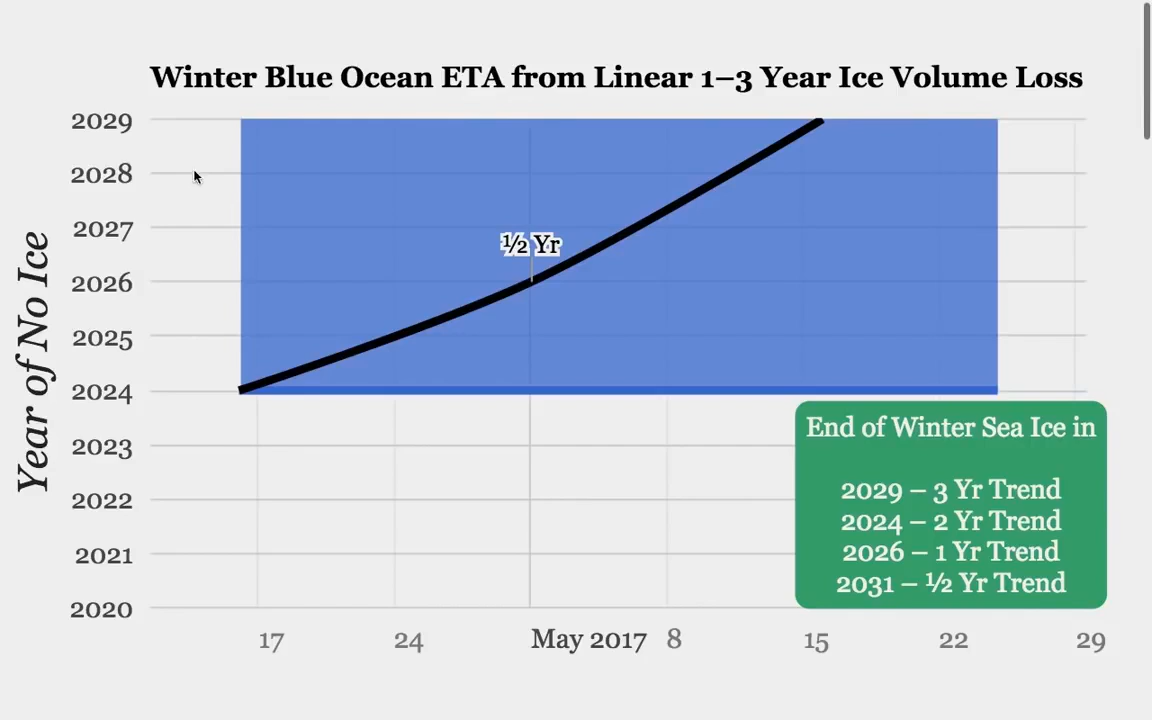 Winter Blue Ocean ETA from Linear 1–3 Year Ice Volume Loss
Year of No Ice
2029
2028
2027
2026
2025
2024
2023
2022
2021
2020
½ Yr
End of Winter Sea Ice in
2029 – 3 Yr Trend
2024 – 2 Yr Trend
2026 – 1 Yr Trend
2031 – ½ Yr Trend
17 24 May 2017 8 15 22 29